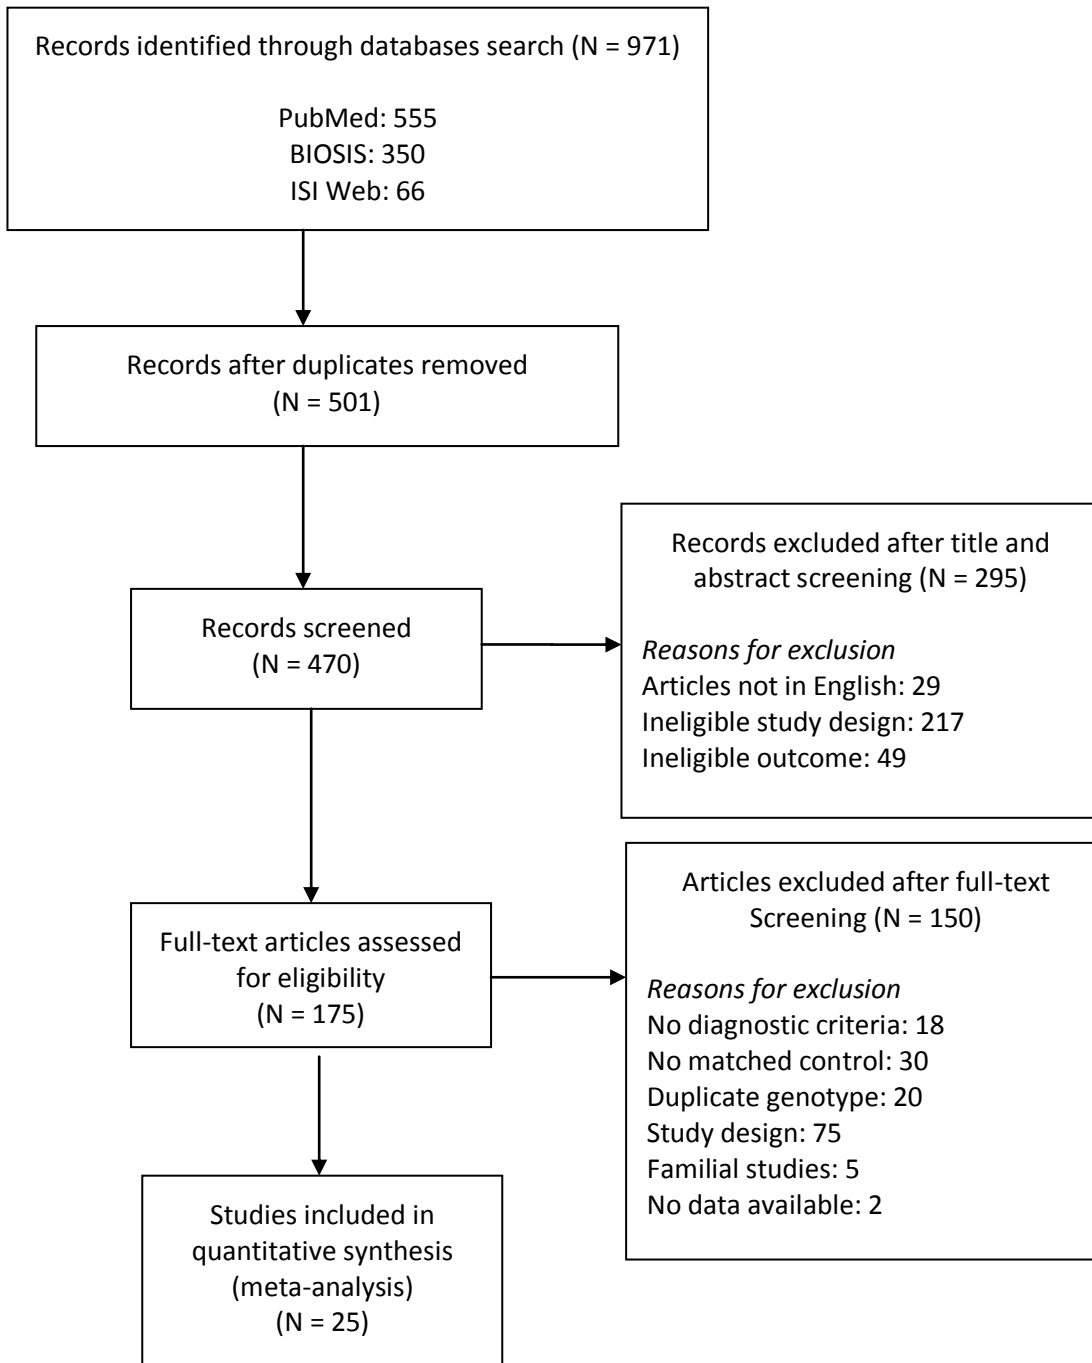 Records identified through databases search (N = 971)
PubMed: 555
BIOSIS: 350
ISI Web: 66
Records after duplicates removed
(N = 501)
Records screened
(N = 470)
Records excluded after title and
abstract screening (N = 295)
Reasons for exclusion
Articles not in English: 29
Ineligible study design: 217
Ineligible outcome: 49
Full-text articles assessed
for eligibility
(N = 175)
Articles excluded after full-text
Screening (N = 150)
Reasons for exclusion
No diagnostic criteria: 18
No matched control: 30
Duplicate genotype: 20
Study design: 75
Familial studies: 5
No data available: 2
Studies included in
quantitative synthesis
(meta-analysis)
(N = 25)